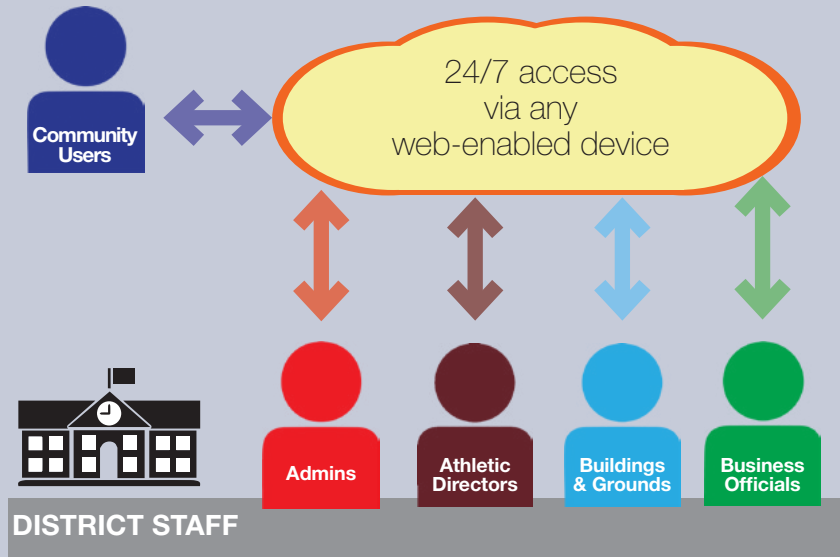 24/7 access
via any
web-enabled device
Community
Users
Admins
Athletic
Directors
Buildings
& Grounds
Business
Officials
DISTRICT STAFF